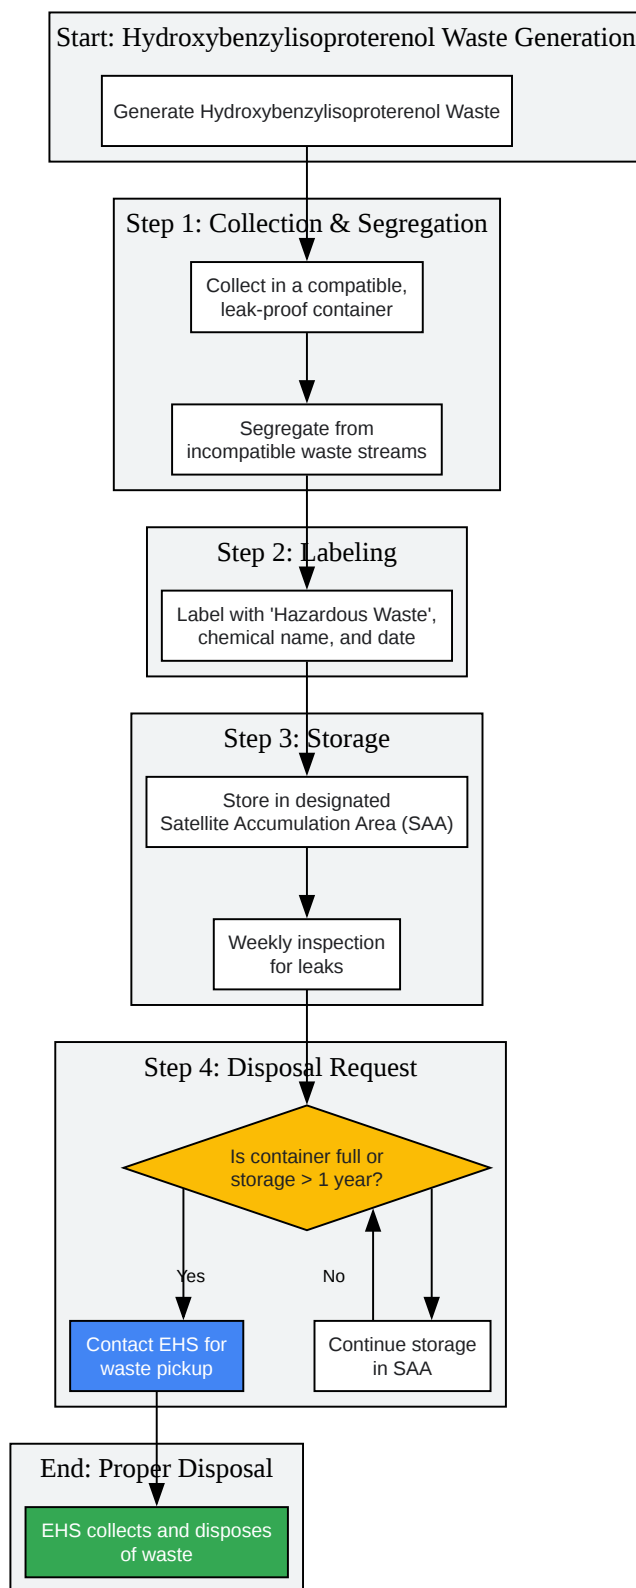 Start: Hydroxybenzylisoproterenol Waste Generation
Generate Hydroxybenzylisoproterenol Waste
Step 1: Collection & Segregation
Collect in a compatible,
leak-proof container
Segregate from
incompatible waste streams
Step 2: Labeling
Label with 'Hazardous Waste',
chemical name, and date
Step 3: Storage
Store in designated
Satellite Accumulation Area (SAA)
Weekly inspection
for leaks
Step 4: Disposal Request
Is container full or
storage > 1 year?
Yes
No
Contact EHS for
waste pickup
Continue storage
in SAA
End: Proper Disposal
EHS collects and disposes
of waste